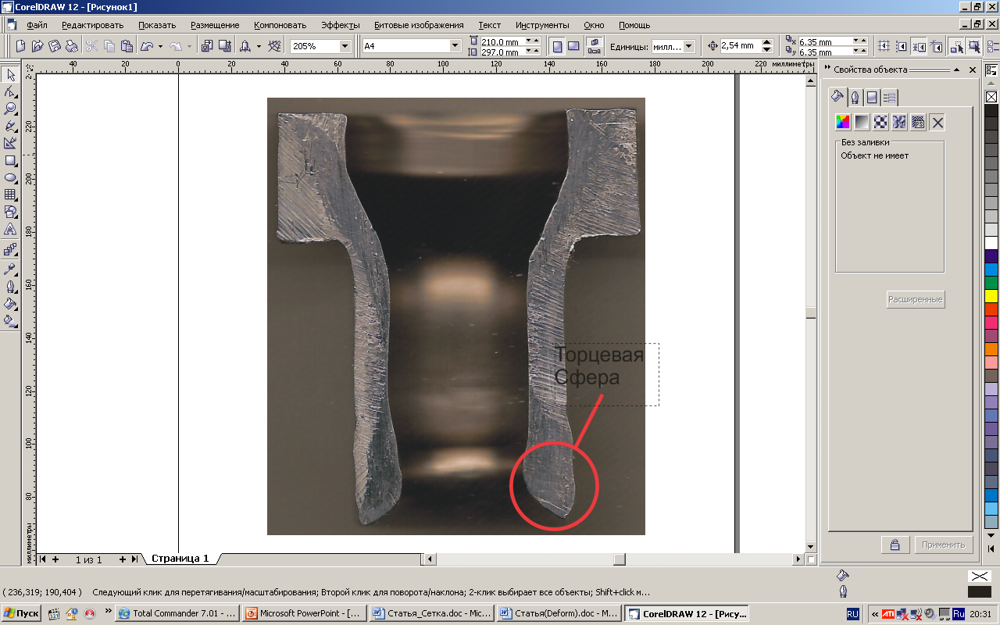 CorelDRAW 12 - [Рисунок1]
Файл Редактировать Показать Размещение Компоновать Эффекты Битовые изображения Текст Инструменты Окно Помощь
205% A4 210.0 mm 297.0 mm Единицы: милл... 2,54 mm 6.35 mm 6.35 mm
40 20 0 20 40 60 80 100 120 140 160 180 200 220 миллиметры
220
200
180
160
140
120
100
80
миллиметры
Свойства объекта
Без заливки
Объект не имеет
Расширенные
Применить
Торцевая
Сфера
1 из 1 Страница 1
( 236,319; 190,404 ) Следующий клик для перетягивания/масштабирования; Второй клик для поворота/наклона; 2-клик выбирает все объекты; Shift+click м...
Пуск Total Commander 7.01 - ... Microsoft PowerPoint - [... Статья_Сетка.doc - Mic... Статья(Deform).doc - M... CorelDRAW 12 - [Рису... RU ATI Ru 20:31